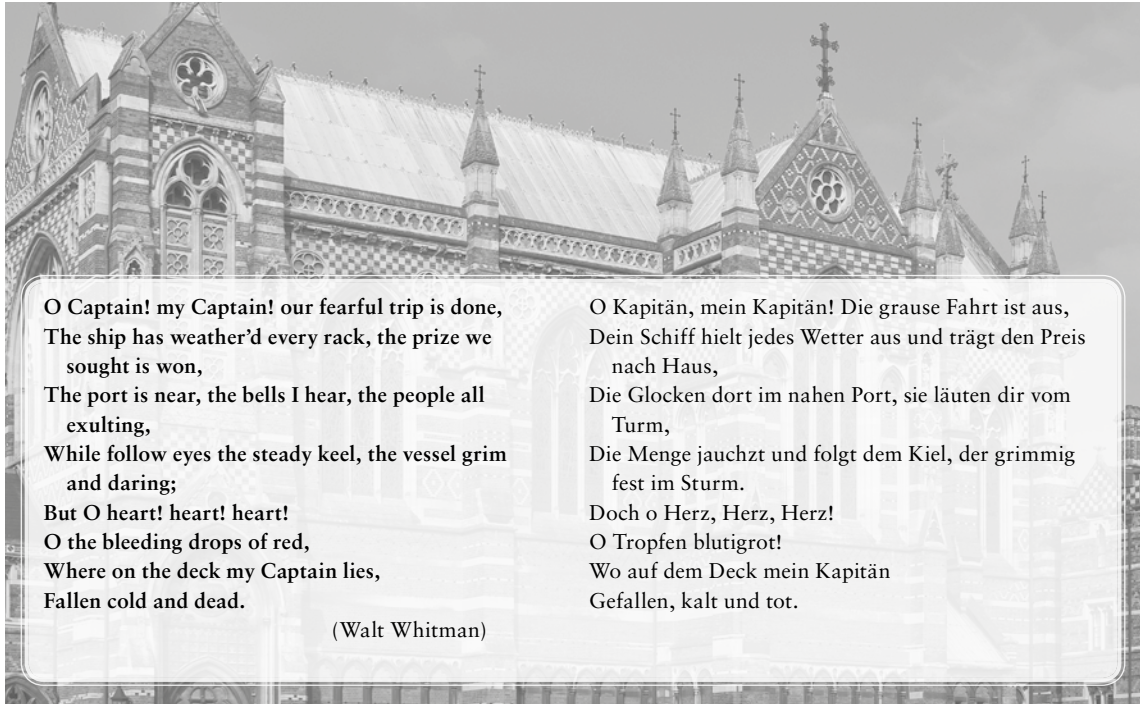 O Captain! my Captain! our fearful trip is done,
The ship has weather’d every rack, the prize we
sought is won,
The port is near, the bells I hear, the people all
exulting,
While follow eyes the steady keel, the vessel grim
and daring;
But O heart! heart! heart!
O the bleeding drops of red,
Where on the deck my Captain lies,
Fallen cold and dead.
(Walt Whitman)
O Kapitän, mein Kapitän! Die grause Fahrt ist aus,
Dein Schiff hielt jedes Wetter aus und trägt den Preis
nach Haus,
Die Glocken dort im nahen Port, sie läuten dir vom
Turm,
Die Menge jauchzt und folgt dem Kiel, der grimmig
fest im Sturm.
Doch o Herz, Herz, Herz!
O Tropfen blutigrot!
Wo auf dem Deck mein Kapitän
Gefallen, kalt und tot.